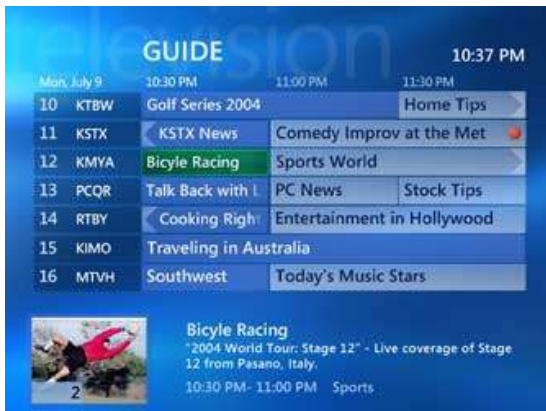 television
GUIDE
10:37 PM
Mon, July 9 10:30 PM 11:00 PM 11:30 PM
10 KTBW Golf Series 2004 Home Tips
11 KSTX KSTX News Comedy Improv at the Met
12 KMYA Bicyle Racing Sports World
13 PCQR Talk Back with L PC News Stock Tips
14 RTBY Cooking Right Entertainment in Hollywood
15 KIMO Traveling in Australia
16 MTVH Southwest Today's Music Stars
Bicyle Racing
"2004 World Tour: Stage 12" - Live coverage of Stage
12 from Pasano, Italy.
10:30 PM- 11:00 PM Sports
2